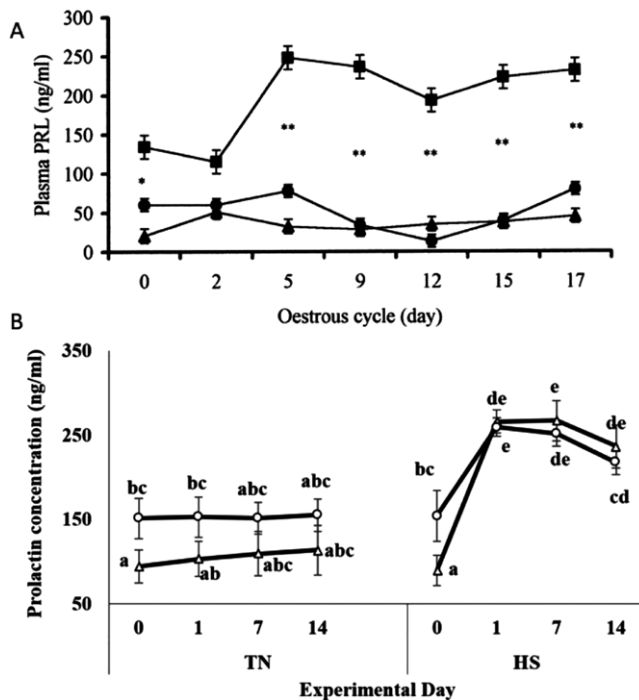 A
Plasma PRL (ng/ml)
300
250
200
150
100
50
0
*
**
**
**
**
**
0 2 5 9 12 15 17
Oestrous cycle (day)
B
Prolactin concentration (ng/ml)
350
250
150
50
bc bc abc abc
a ab abc abc
bc de e de
a e de cd
0 1 7 14 0 1 7 14
TN HS
Experimental Day